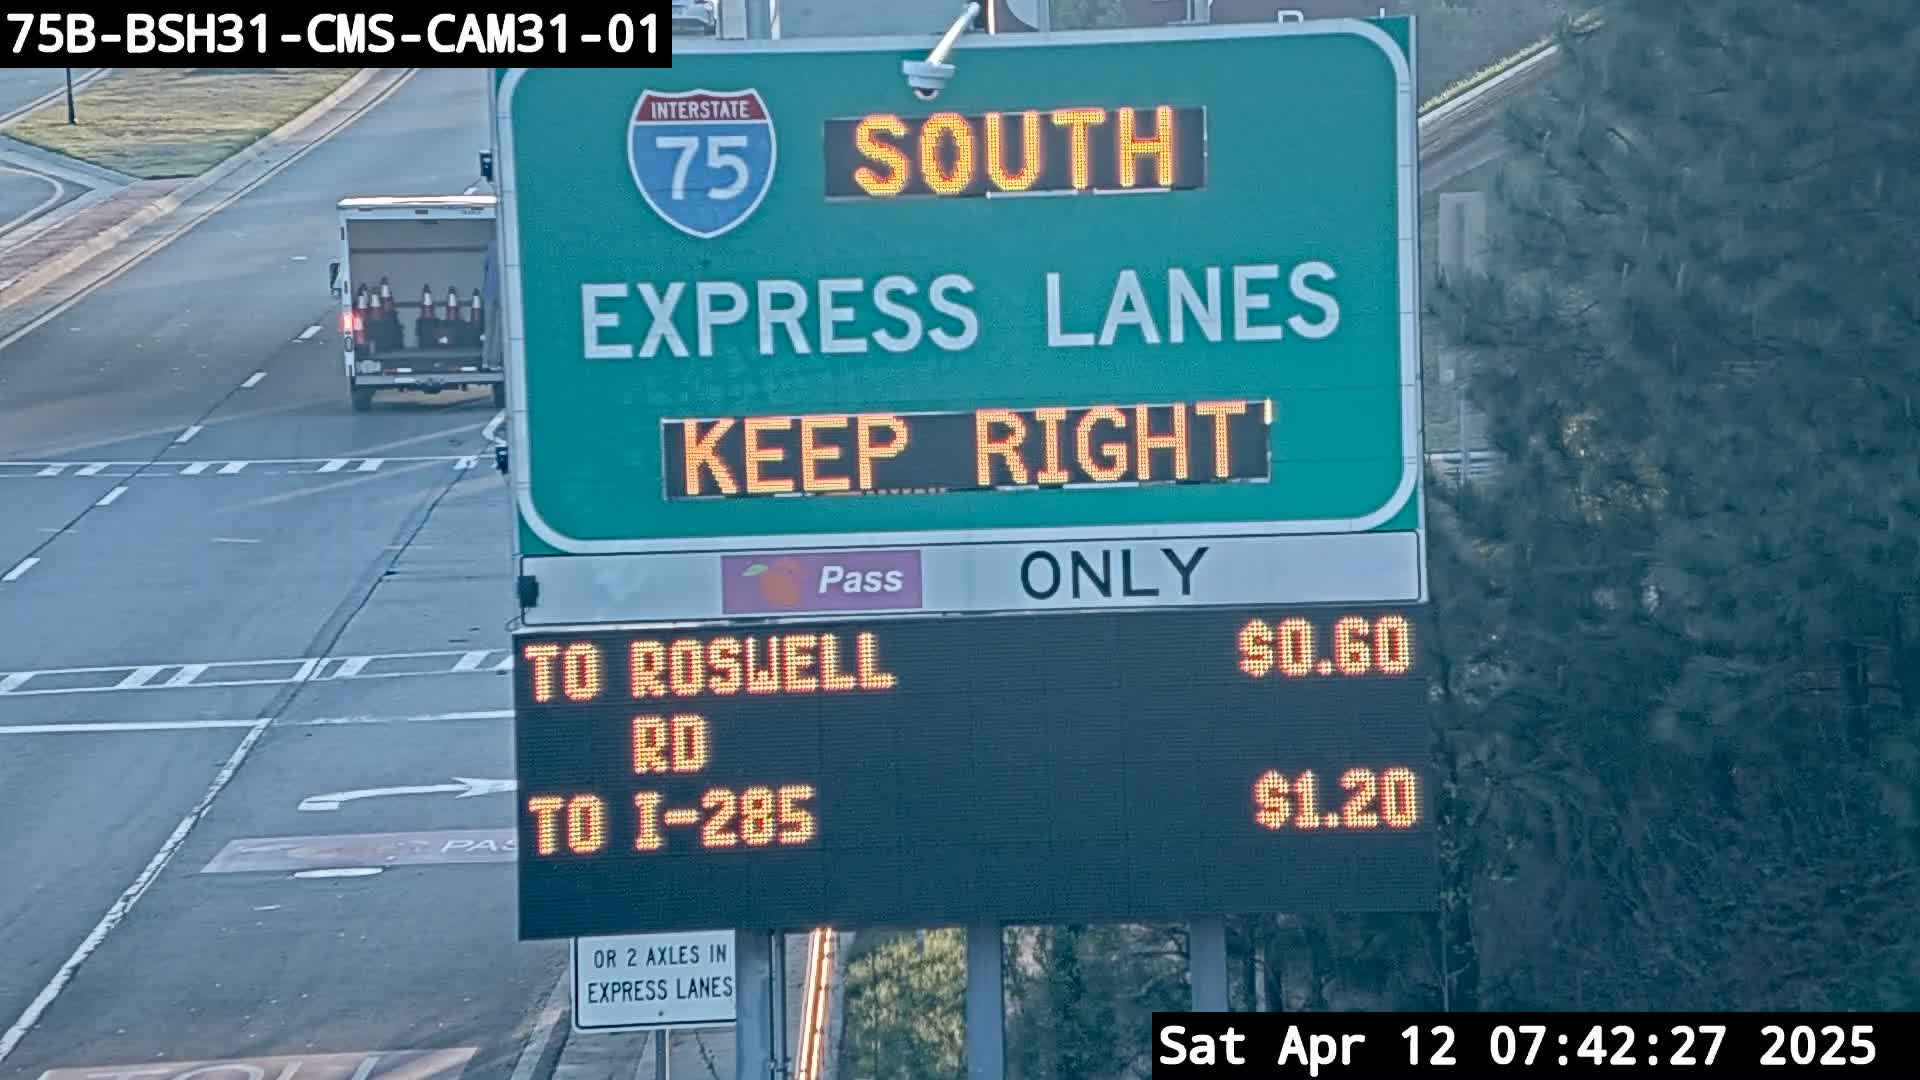 75B-BSH31-CMS-CAM31-01
INTERSTATE
75
SOUTH
EXPRESS LANES
KEEP RIGHT
Pass
ONLY
TO ROSWELL $0.60
RD
TO I-285 $1.20
OR 2 AXLES IN
EXPRESS LANES
Sat Apr 12 07:42:27 2025